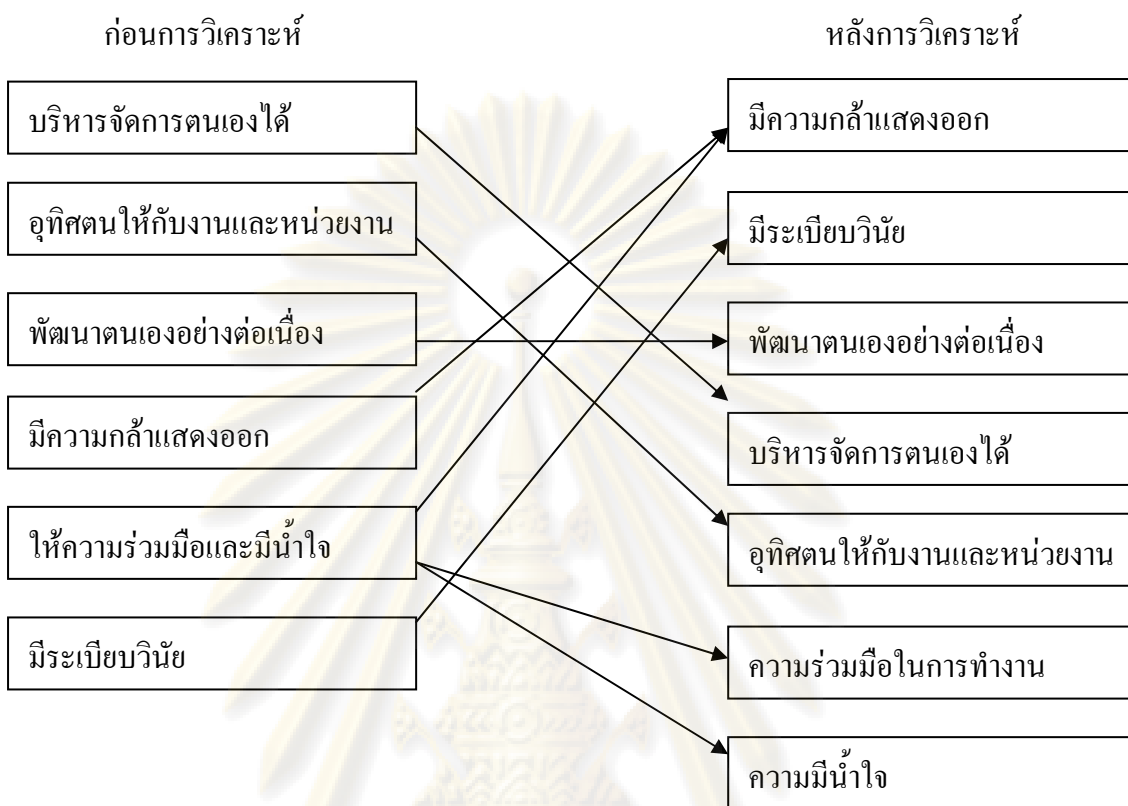 ก่อนการวิเคราะห์
หลังการวิเคราะห์
บริหารจัดการตนเองได้
อุทิศตนให้กับงานและหน่วยงาน
พัฒนาตนเองอย่างต่อเนื่อง
มีความกล้าแสดงออก
ให้ความร่วมมือและมีน้ำใจ
มีระเบียบวินัย
มีความกล้าแสดงออก
มีระเบียบวินัย
พัฒนาตนเองอย่างต่อเนื่อง
บริหารจัดการตนเองได้
อุทิศตนให้กับงานและหน่วยงาน
ความร่วมมือในการทำงาน
ความมีน้ำใจ